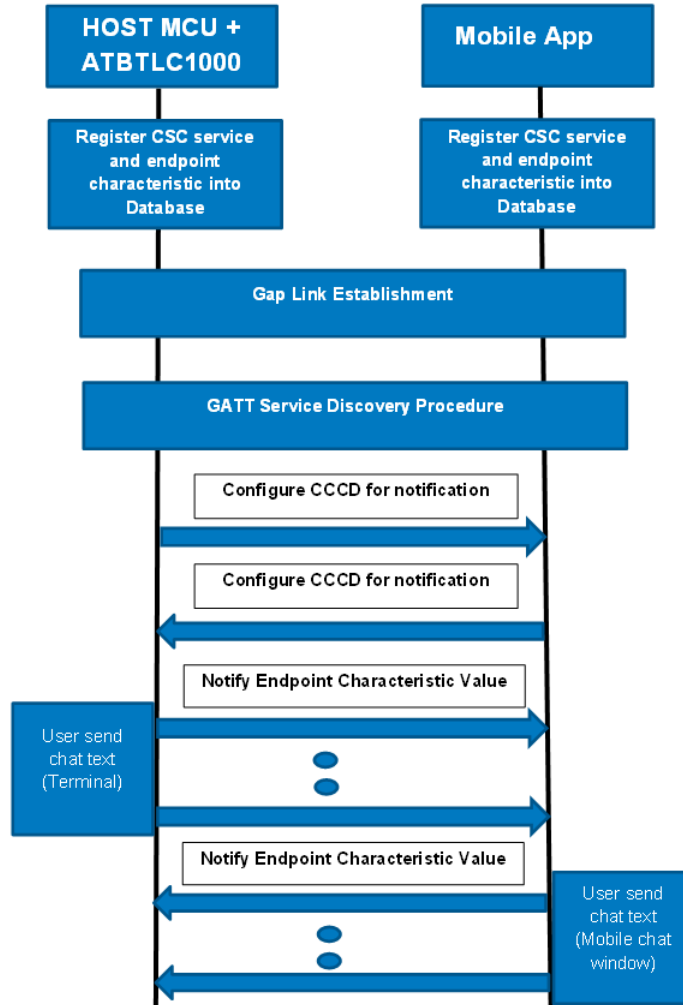 HOST MCU +
ATBTLC1000
Mobile App
Register CSC service
and endpoint
characteristic into
Database
Register CSC service
and endpoint
characteristic into
Database
Gap Link Establishment
GATT Service Discovery Procedure
Configure CCCD for notification
Configure CCCD for notification
Notify Endpoint Characteristic Value
User send
chat text
(Terminal)
Notify Endpoint Characteristic Value
User send
chat text
(Mobile chat
window)